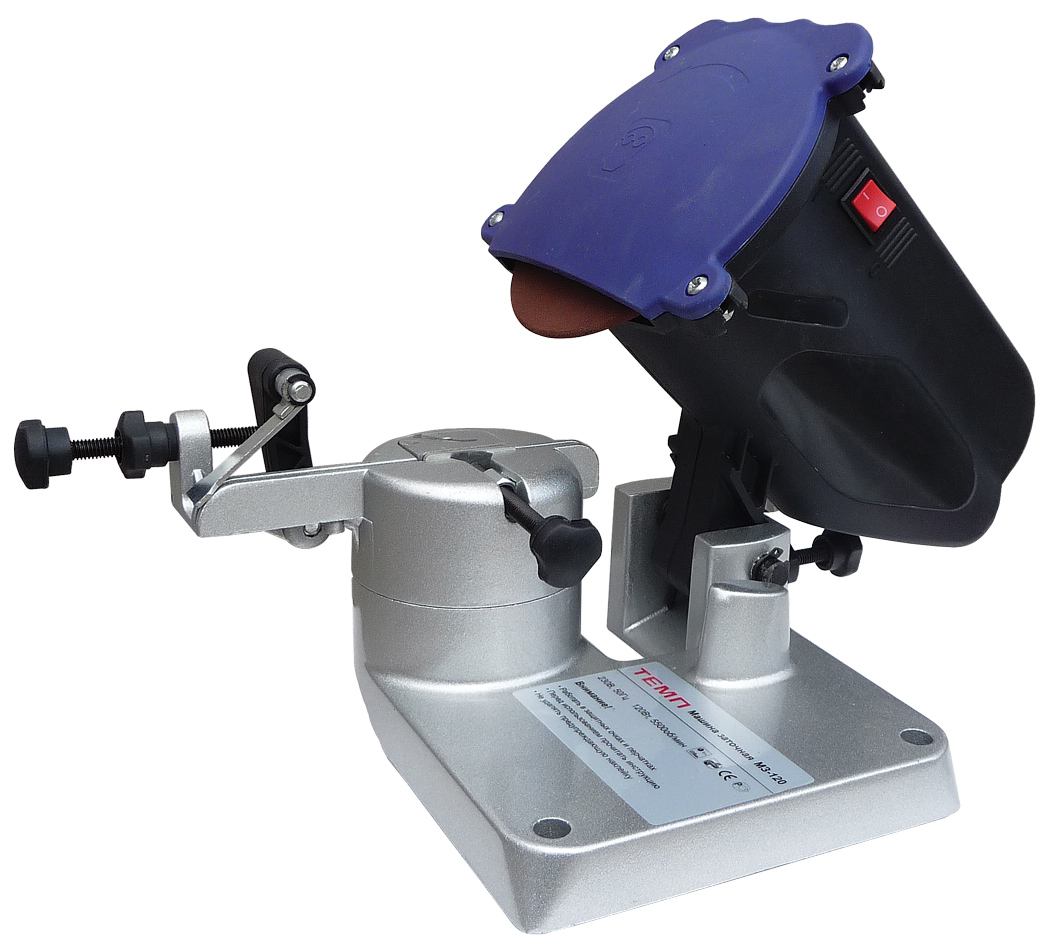 ТЕМП Машина заточная МЗ-120
230В, 50Гц 120Вт, 5500об/мин CE
Внимание!
• Работать в защитных очках и перчатках
• Перед использованием прочитать инструкцию
• Не удалять предупреждающую наклейку
8
I O